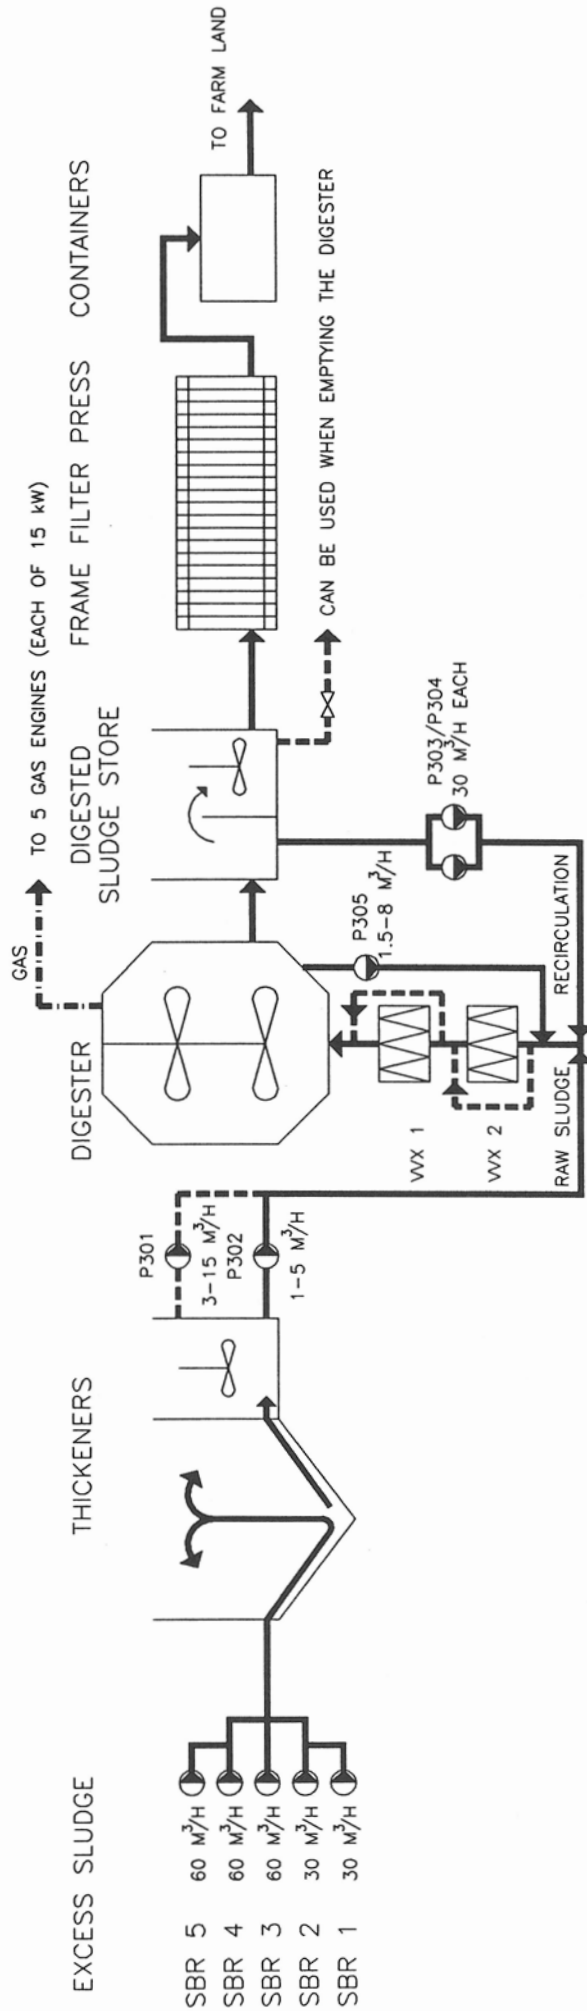 EXCESS SLUDGE
SBR 5 60 M³/H
SBR 4 60 M³/H
SBR 3 60 M³/H
SBR 2 30 M³/H
SBR 1 30 M³/H
THICKENERS
P301
3-15 M³/H
P302
1-5 M³/H
DIGESTER
GAS
TO 5 GAS ENGINES (EACH OF 15 kW)
VVX 1
VVX 2
RAW SLUDGE
RECIRCULATION
P305
1.5-8 M³/H
P303/P304
30 M³/H EACH
DIGESTED
SLUDGE STORE
CAN BE USED WHEN EMPTYING THE DIGESTER
FRAME FILTER PRESS
CONTAINERS
TO FARM LAND